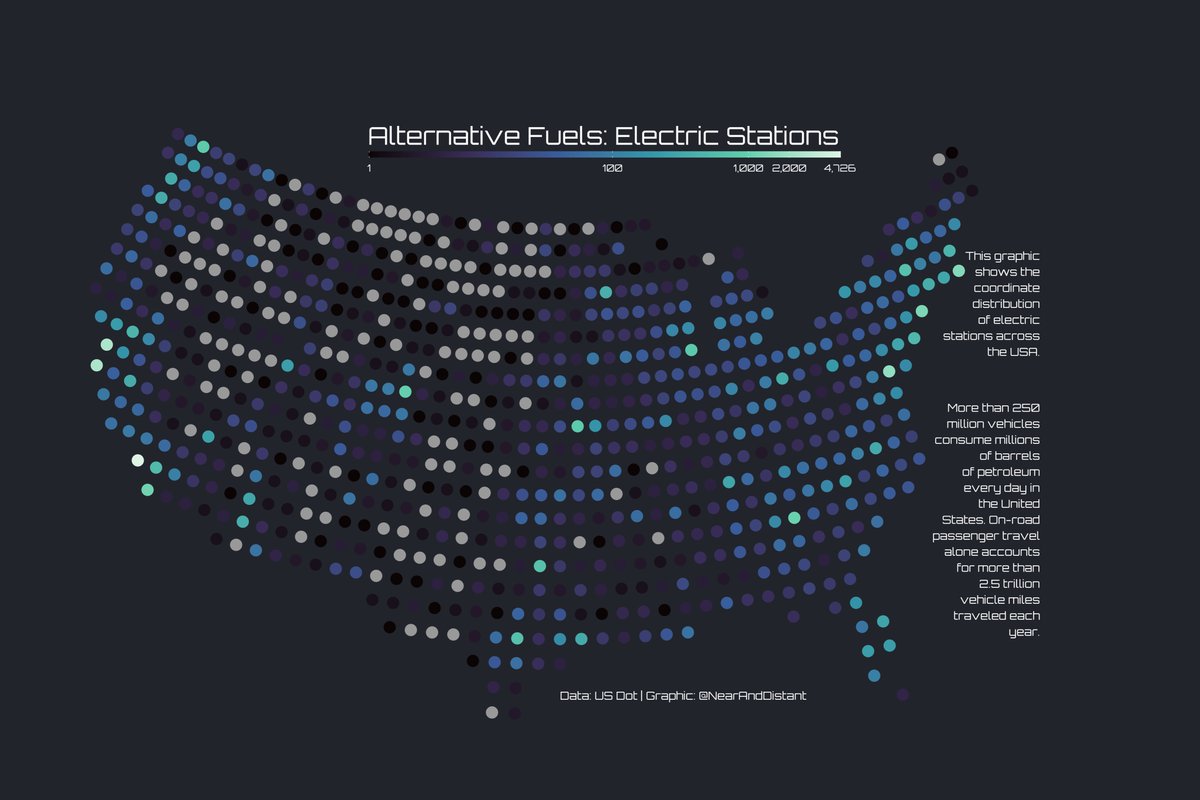 Alternative Fuels: Electric Stations
1 100 1,000 2,000 4,726
This graphic
shows the
coordinate
distribution
of electric
stations across
the USA.
More than 250
million vehicles
consume millions
of barrels
of petroleum
every day in
the United
States. On-road
passenger travel
alone accounts
for more than
2.5 trillion
vehicle miles
traveled each
year.
Data: US Dot | Graphic: @NearAndDistant